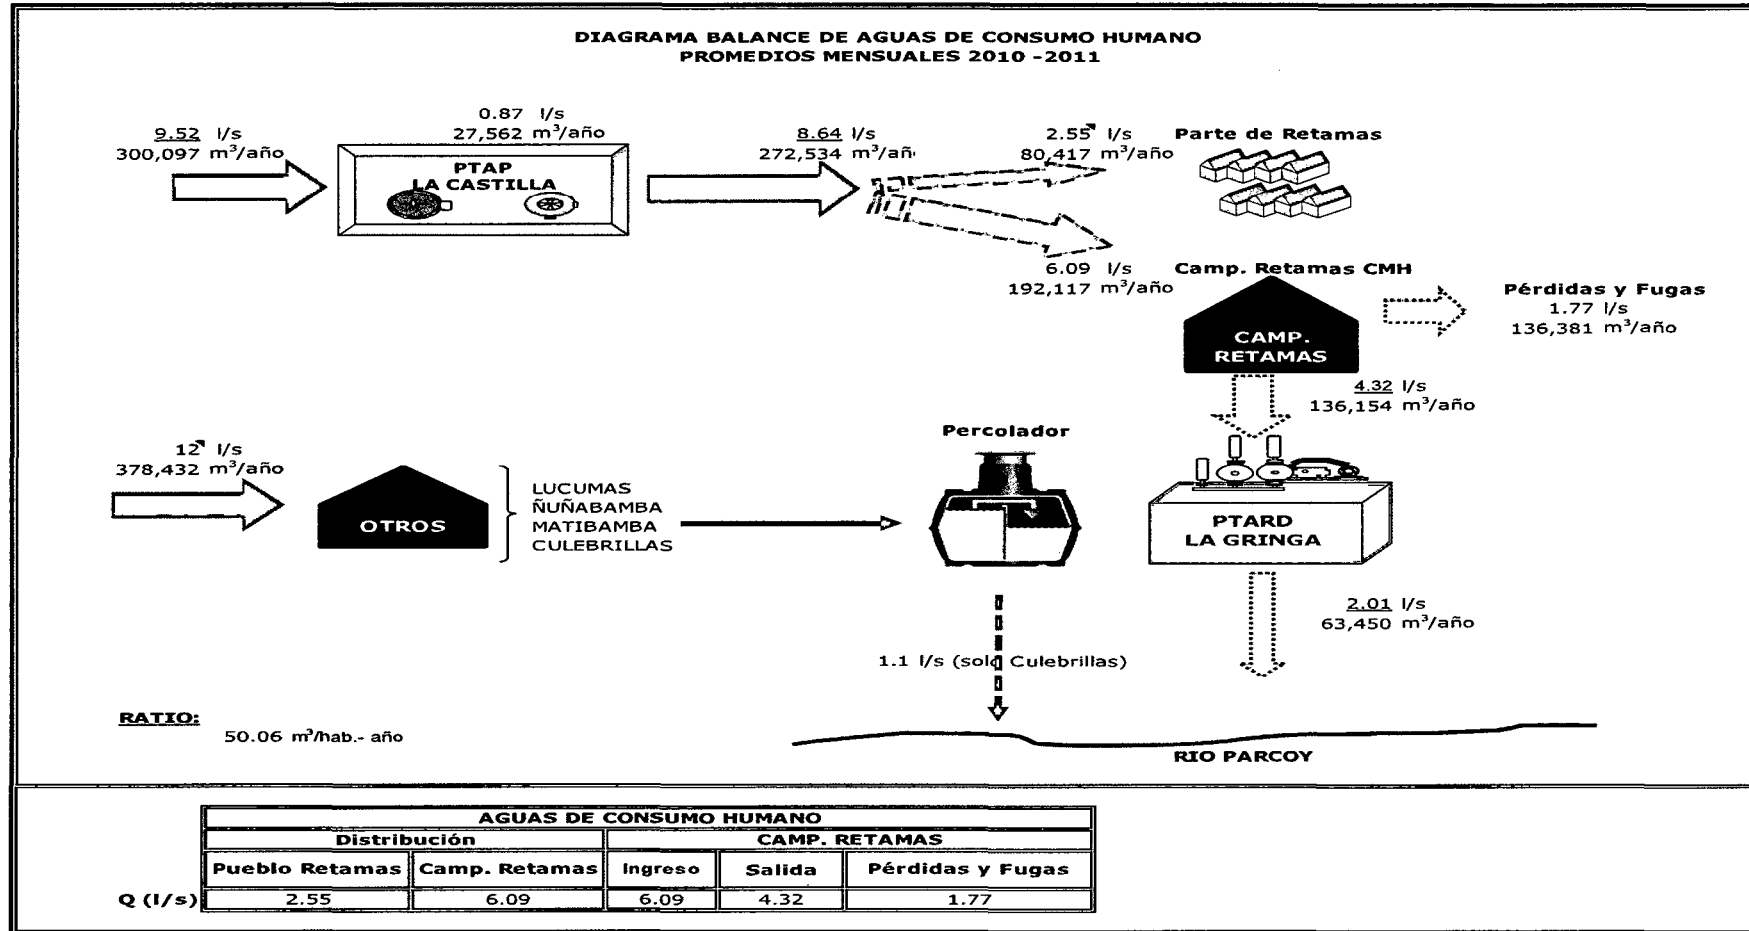 DIAGRAMA BALANCE DE AGUAS DE CONSUMO HUMANO
PROMEDIOS MENSUALES 2010 -2011
9.52 l/s
300,097 m³/año
0.87 l/s
27,562 m³/año
PTAP
LA CASTILLA
8.64 l/s
272,534 m³/añ
2.55 l/s
80,417 m³/año
Parte de Retamas
6.09 l/s
192,117 m³/año
Camp. Retamas CMH
CAMP.
RETAMAS
Pérdidas y Fugas
1.77 l/s
136,381 m³/año
4.32 l/s
136,154 m³/año
12 l/s
378,432 m³/año
OTROS
LUCUMAS
ÑUÑABAMBA
MATIBAMBA
CULEBRILLAS
Percolador
PTARD
LA GRINGA
2.01 l/s
63,450 m³/año
1.1 l/s (solo Culebrillas)
RATIO:
50.06 m³/hab.- año
RIO PARCOY
AGUAS DE CONSUMO HUMANO
Distribución CAMP. RETAMAS
Pueblo Retamas Camp. Retamas Ingreso Salida Pérdidas y Fugas
Q (l/s) 2.55 6.09 6.09 4.32 1.77